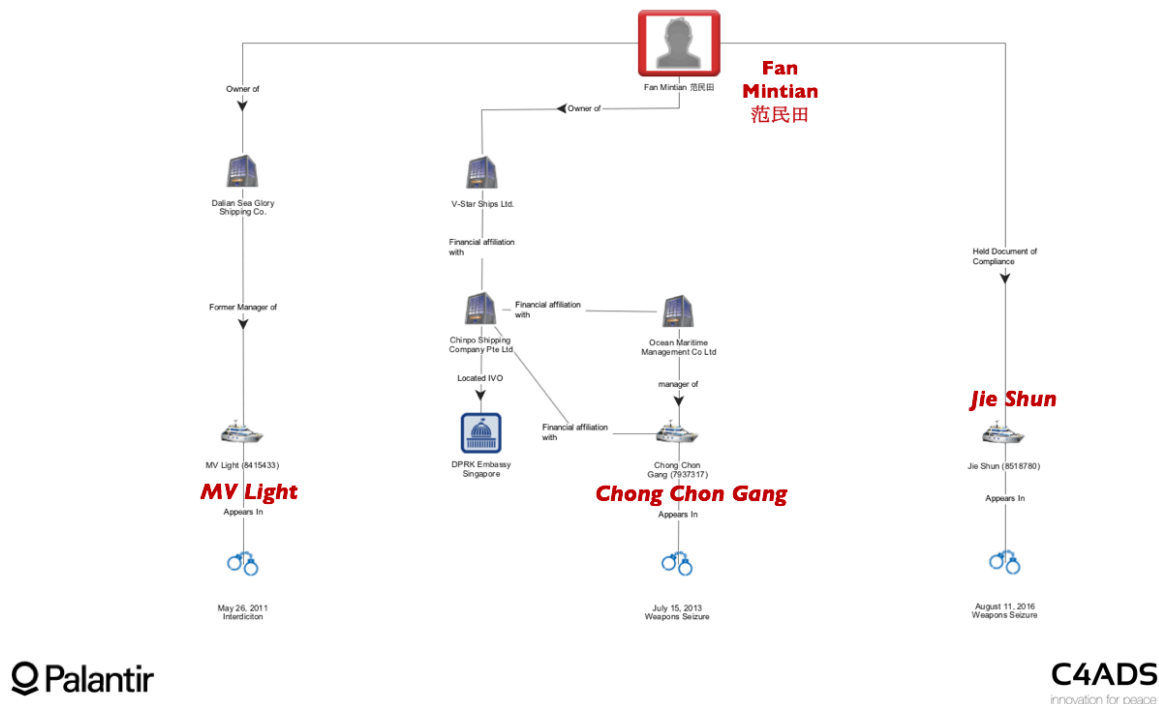 Fan Mintian 范民田
Fan
Mintian
范民田
Owner of
Owner of
Dalian Sea Glory
Shipping Co.
V-Star Ships Ltd.
Financial affiliation
with
Held Document of
Compliance
Former Manager of
Financial affiliation
with
Chinpo Shipping
Company Pte Ltd
Ocean Maritime
Management Co Ltd
Located IVO
manager of
Jie Shun
Financial affiliation
with
MV Light (8415433)
DPRK Embassy
Singapore
Chong Chon
Gang (7937317)
Jie Shun (8518780)
MV Light
Chong Chon Gang
Appears In
Appears In
Appears In
May 26, 2011
Interdiciton
July 15, 2013
Weapons Seizure
August 11, 2016
Weapons Seizure
Palantir
C4ADS
innovation for peace